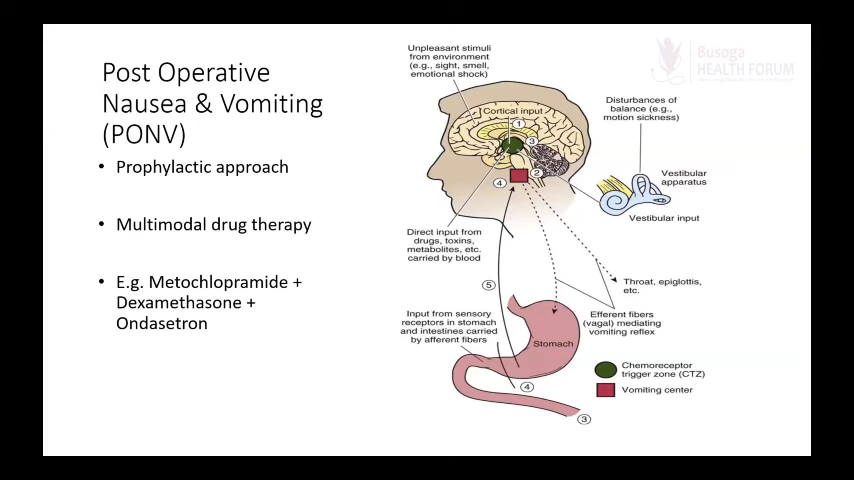 Post Operative
Nausea & Vomiting
(PONV)
• Prophylactic approach
• Multimodal drug therapy
• E.g. Metochlopramide +
Dexamethasone +
Ondasetron
Unpleasant stimuli
from environment
(e.g., sight, smell,
emotional shock)
Busoga
HEALTH FORUM
Cortical input
1
3
2
4
Disturbances of
balance (e.g.,
motion sickness)
Vestibular
apparatus
Vestibular input
Direct input from
drugs, toxins,
metabolites, etc.
carried by blood
5
Throat, epiglottis,
etc.
Efferent fibers
(vagal) mediating
vomiting reflex
Input from sensory
receptors in stomach
and intestines carried
by afferent fibers
Stomach
Chemoreceptor
trigger zone (CTZ)
Vomiting center
4
3